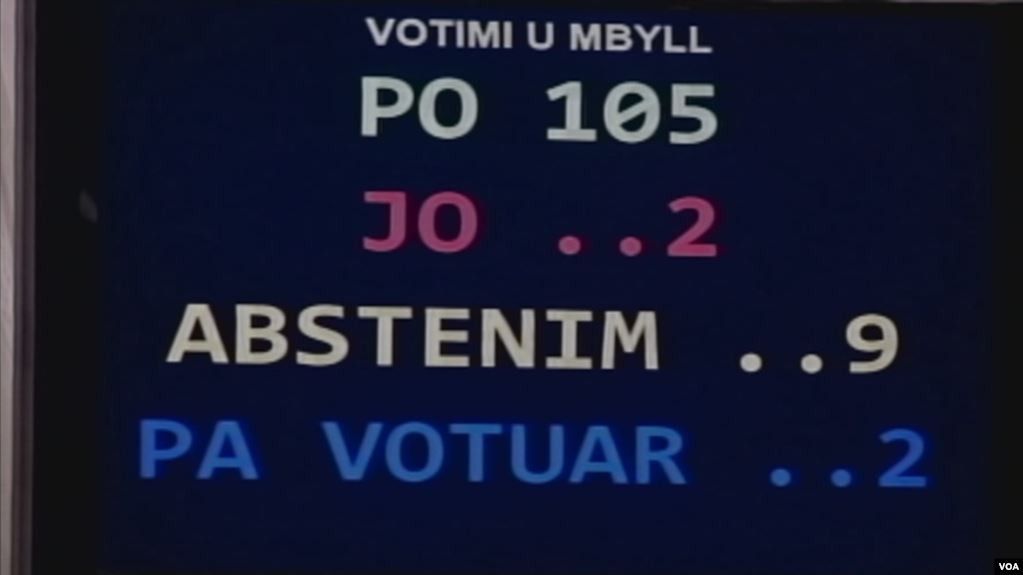 VOTIMI U MBYLL
PO 105
JO ..2
ABSTENIM ..9
PA VOTUAR ..2
VOA